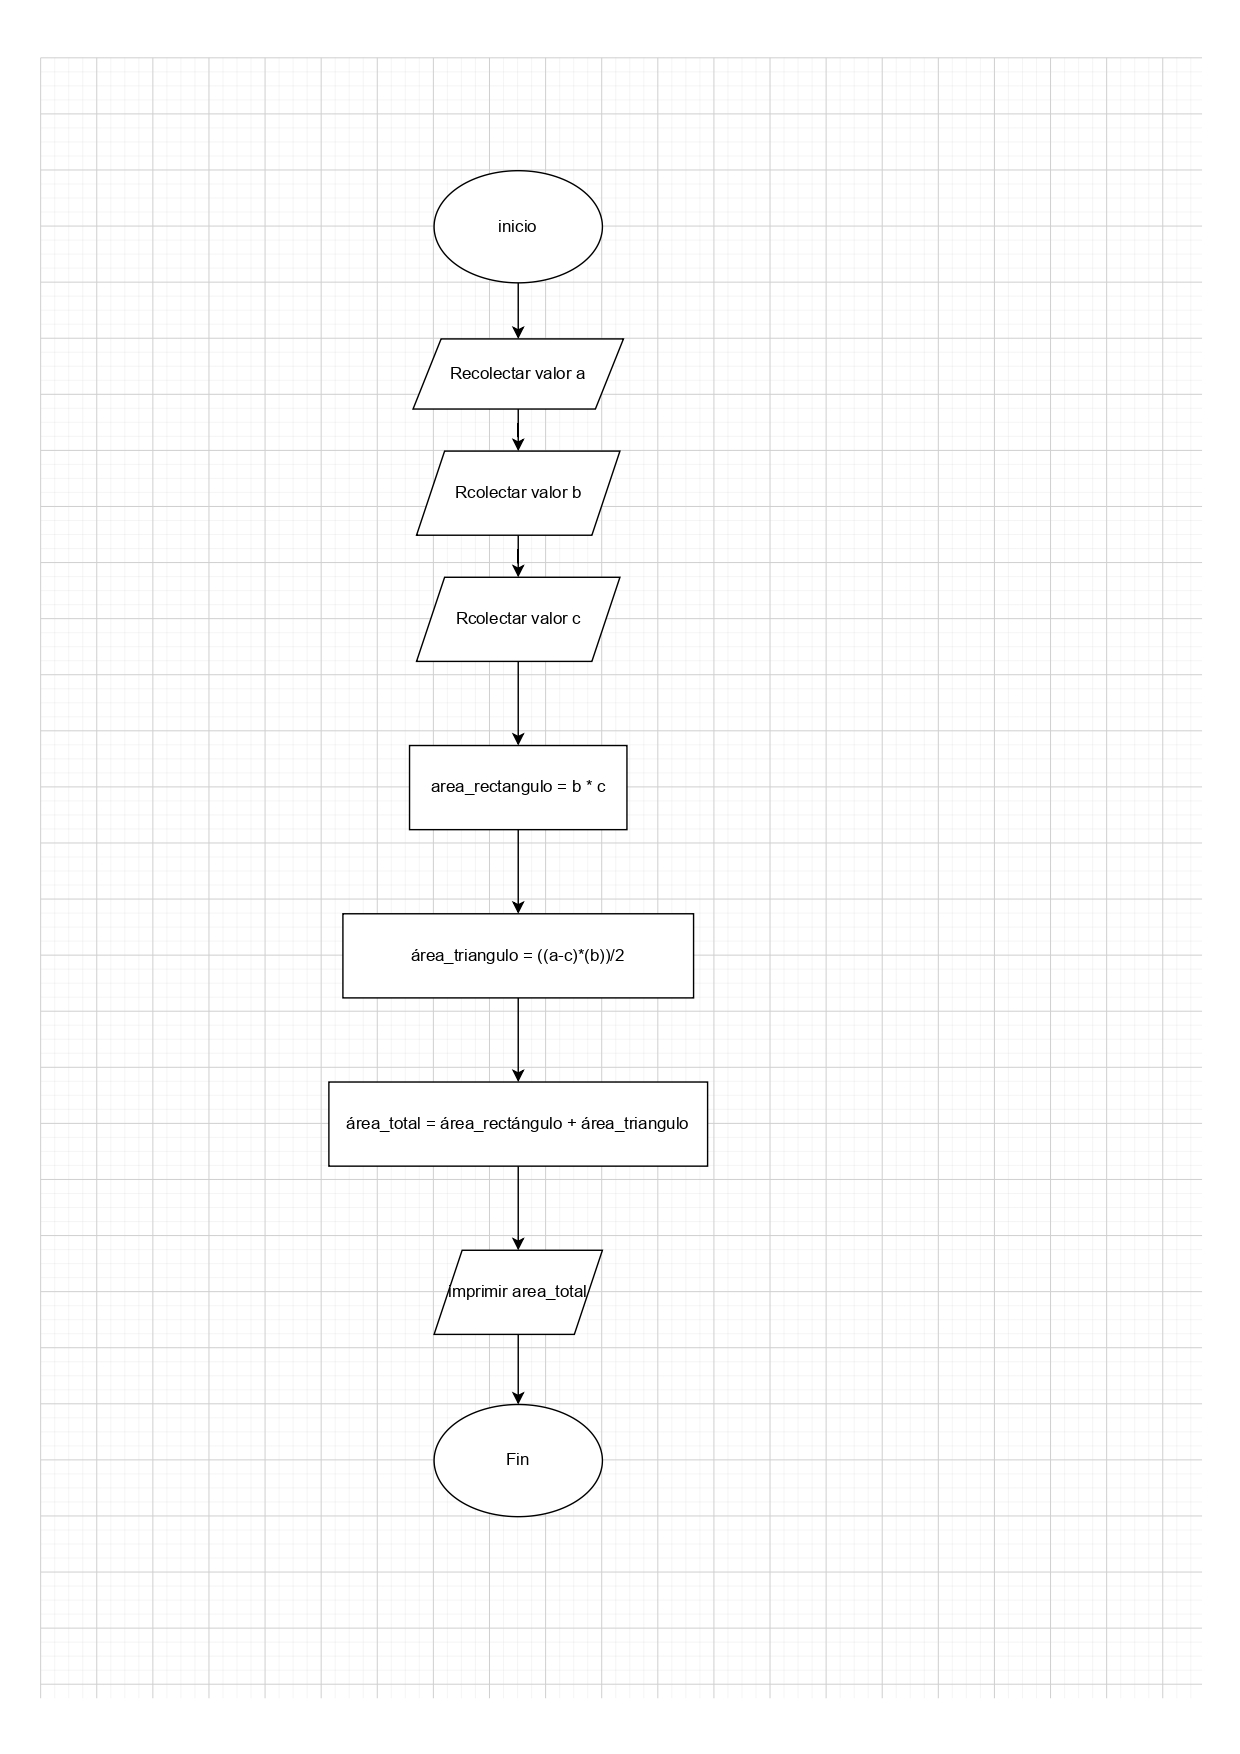 inicio
Recolectar valor a
Rcolectar valor b
Rcolectar valor c
area_rectangulo = b * c
área_triangulo = ((a-c)*(b))/2
área_total = área_rectángulo + área_triangulo
Imprimir area_total
Fin